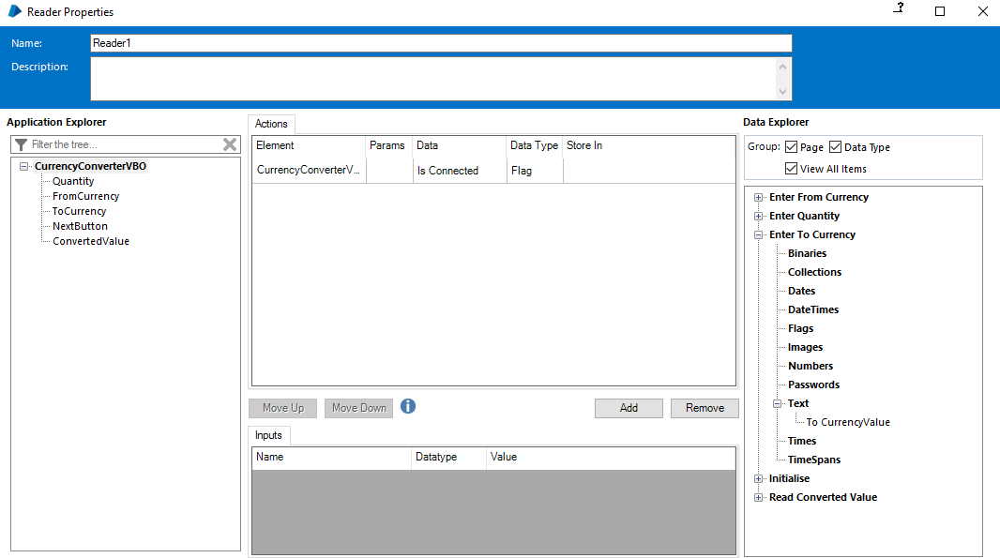 Reader Properties
?
Name:
Reader1
Description:
Application Explorer
Filter the tree...
CurrencyConverterVBO
Quantity
FromCurrency
ToCurrency
NextButton
ConvertedValue
Actions
Element Params Data Data Type Store In
CurrencyConverterV... Is Connected Flag
Move Up Move Down i Add Remove
Inputs
Name Datatype Value
Data Explorer
Group: Page Data Type
View All Items
Enter From Currency
Enter Quantity
Enter To Currency
Binaries
Collections
Dates
DateTimes
Flags
Images
Numbers
Passwords
Text
To CurrencyValue
Times
TimeSpans
Initialise
Read Converted Value